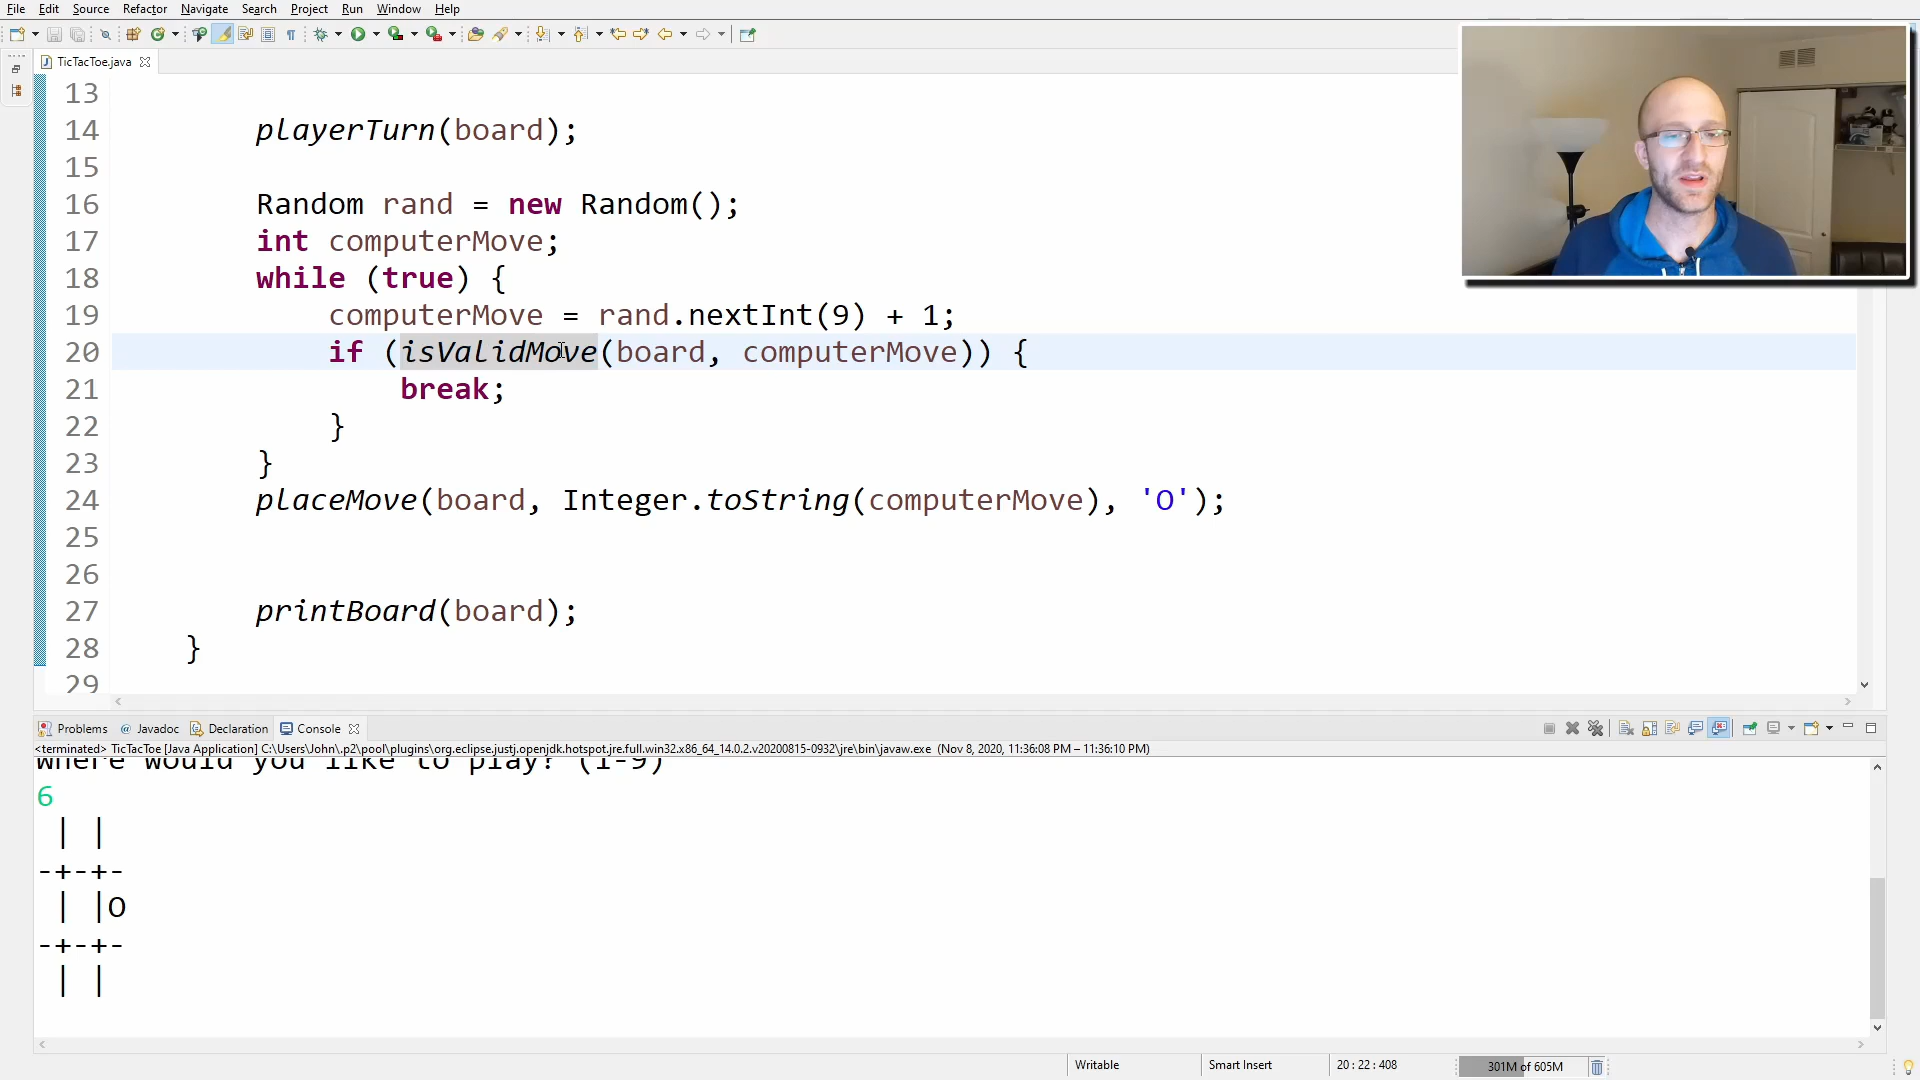 File Edit Source Refactor Navigate Search Project Run Window Help
TicTacToe.java
13
14 playerTurn(board);
15
16 Random rand = new Random();
17 int computerMove;
18 while (true) {
19 computerMove = rand.nextInt(9) + 1;
20 if (isValidMove(board, computerMove)) {
21 break;
22 }
23 }
24 placeMove(board, Integer.toString(computerMove), 'O');
25
26
27 printBoard(board);
28 }
29
Problems @ Javadoc Declaration Console
<terminated> TicTacToe [Java Application] C:\Users\John\.p2\pool\plugins\org.eclipse.justj.openjdk.hotspot.jre.full.win32.x86_64_14.0.2.v20200815-0932\jre\bin\javaw.exe (Nov 8, 2020, 11:36:08 PM – 11:36:10 PM)
Where would you like to play? (1-9)
6
 | |
-+-+-
 | |O
-+-+-
 | |
Writable Smart Insert 20 : 22 : 408 301M of 605M